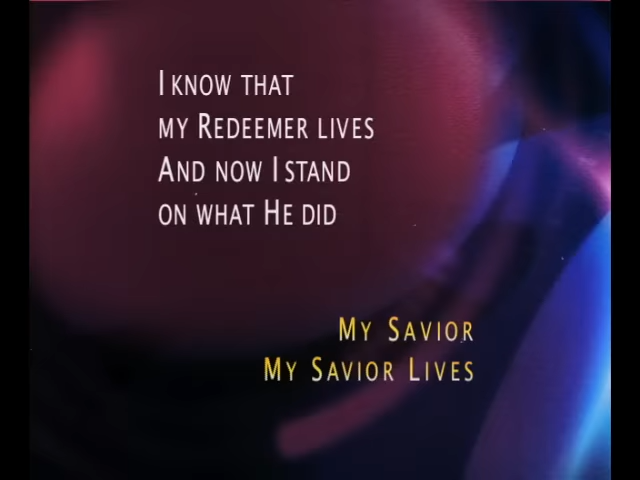 I KNOW THAT
MY REDEEMER LIVES
AND NOW I STAND
ON WHAT HE DID
MY SAVIOR
MY SAVIOR LIVES